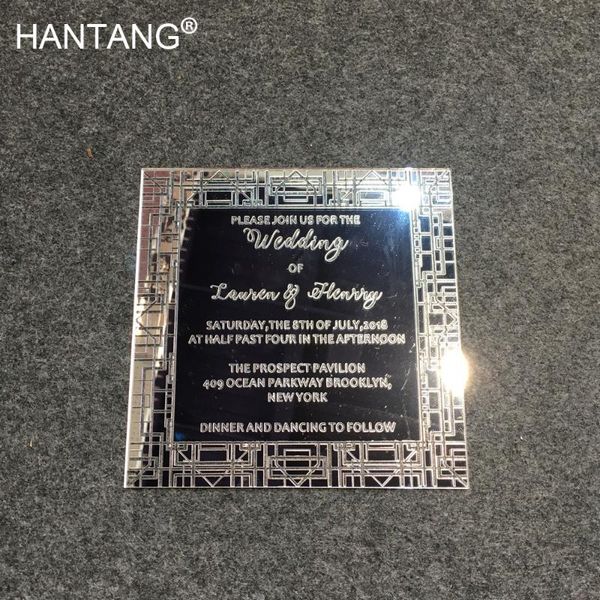 HANTANG®
PLEASE JOIN US FOR THE
Wedding
OF
Lauren & Henrry
SATURDAY,THE 8TH OF JULY,2018
AT HALF PAST FOUR IN THE AFTERNOON
THE PROSPECT PAVILION
409 OCEAN PARKWAY BROOKLYN,
NEW YORK
DINNER AND DANCING TO FOLLOW